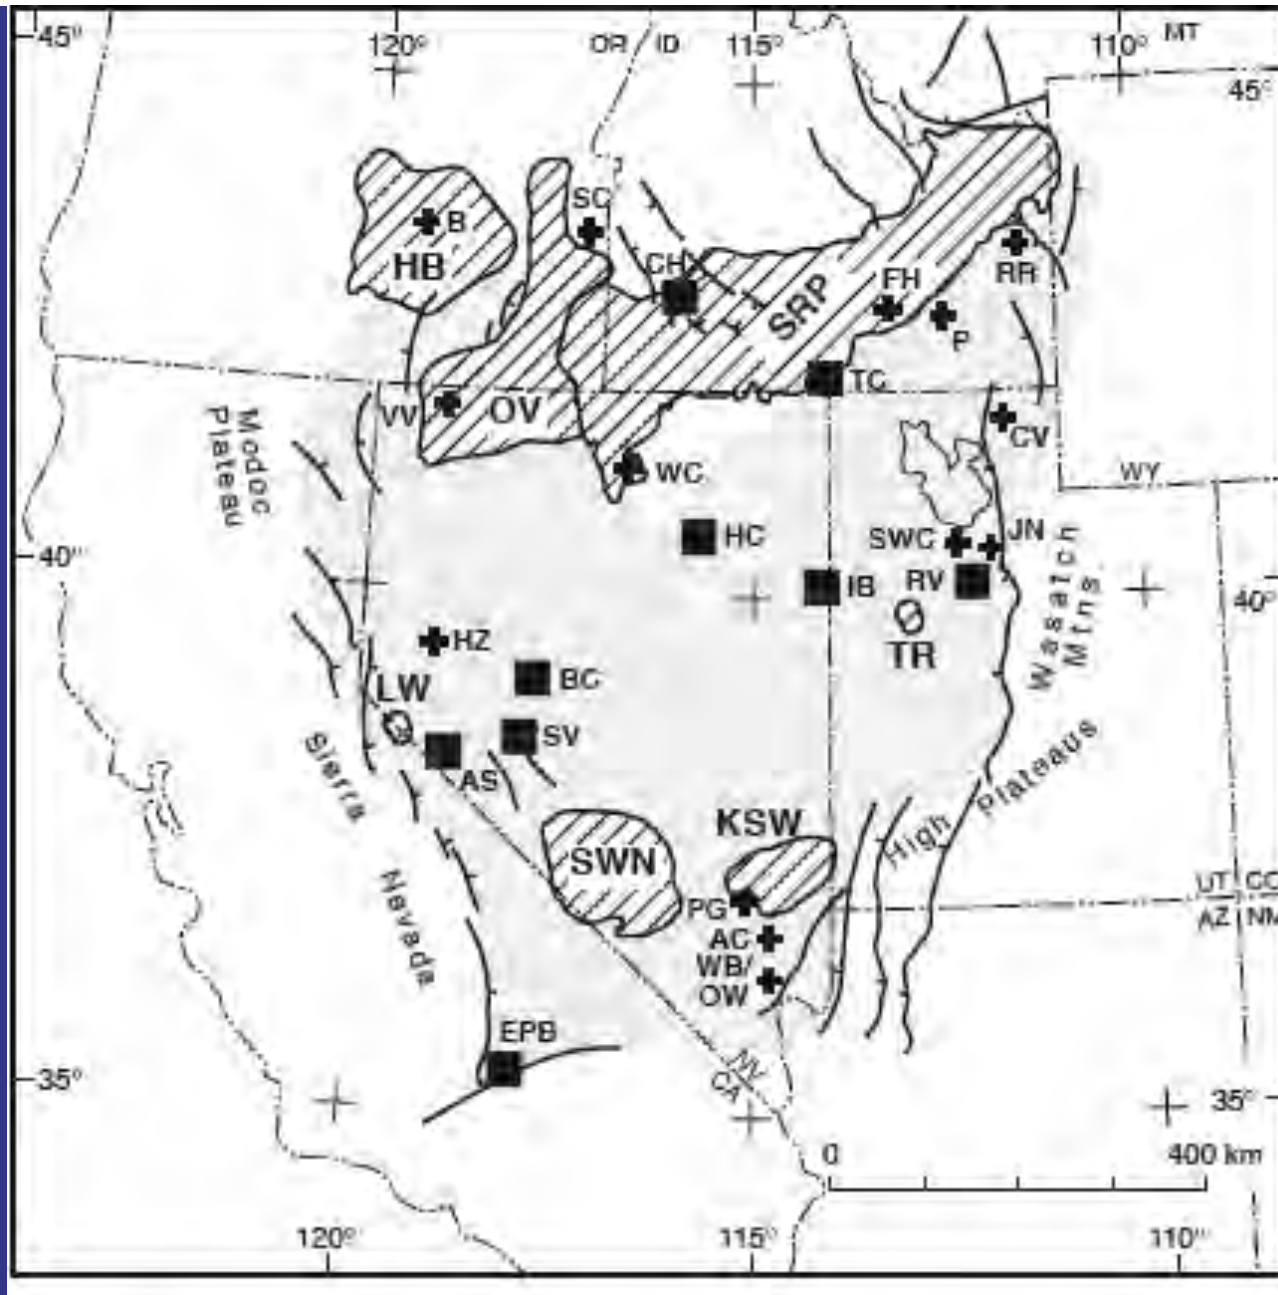 45°
120°
OR
ID
115°
110°
MT
45°
SC
B
HB
CH
FH
RR
SRP
P
TC
VV
OV
CV
Modoc
Plateau
WC
WY
HC
SWC
JN
40°
IB
RV
40°
Wasatch
Mtns.
HZ
TR
LW
BC
SV
AS
Sierra
Nevada
High
Plateaus
KSW
SWN
UT
CO
AZ
NM
PG
AC
WB/
OW
EPB
NV
CA
35°
35°
0
400 km
120°
115°
110°